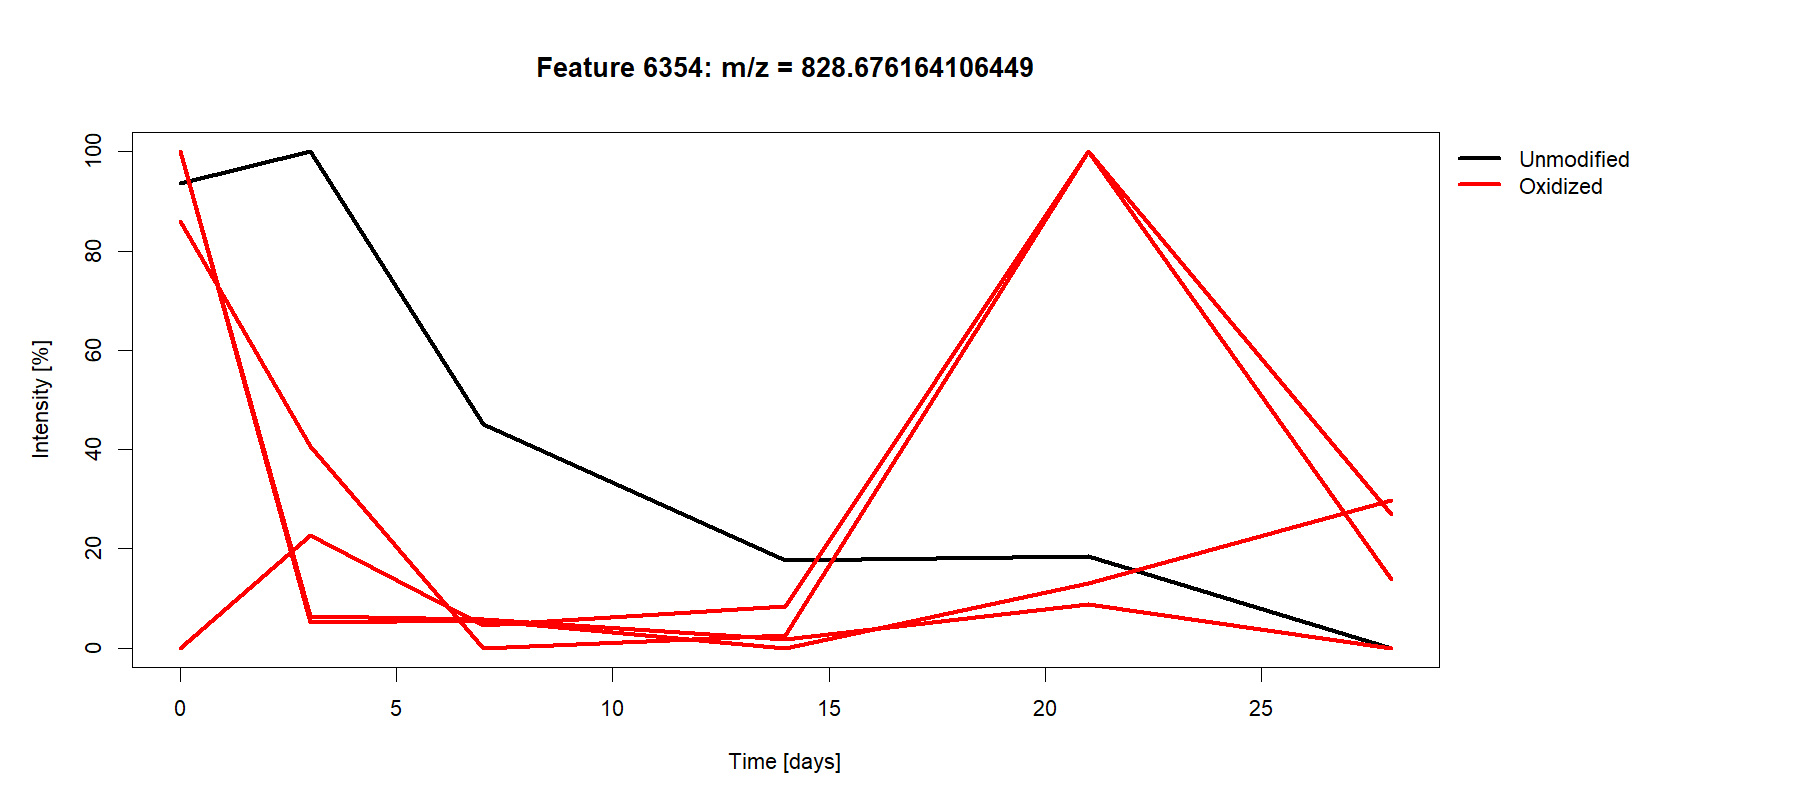 Feature 6354: m/z = 828.676164106449
Unmodified
Oxidized
Intensity [%]
100
80
60
40
20
0
0 5 10 15 20 25
Time [days]